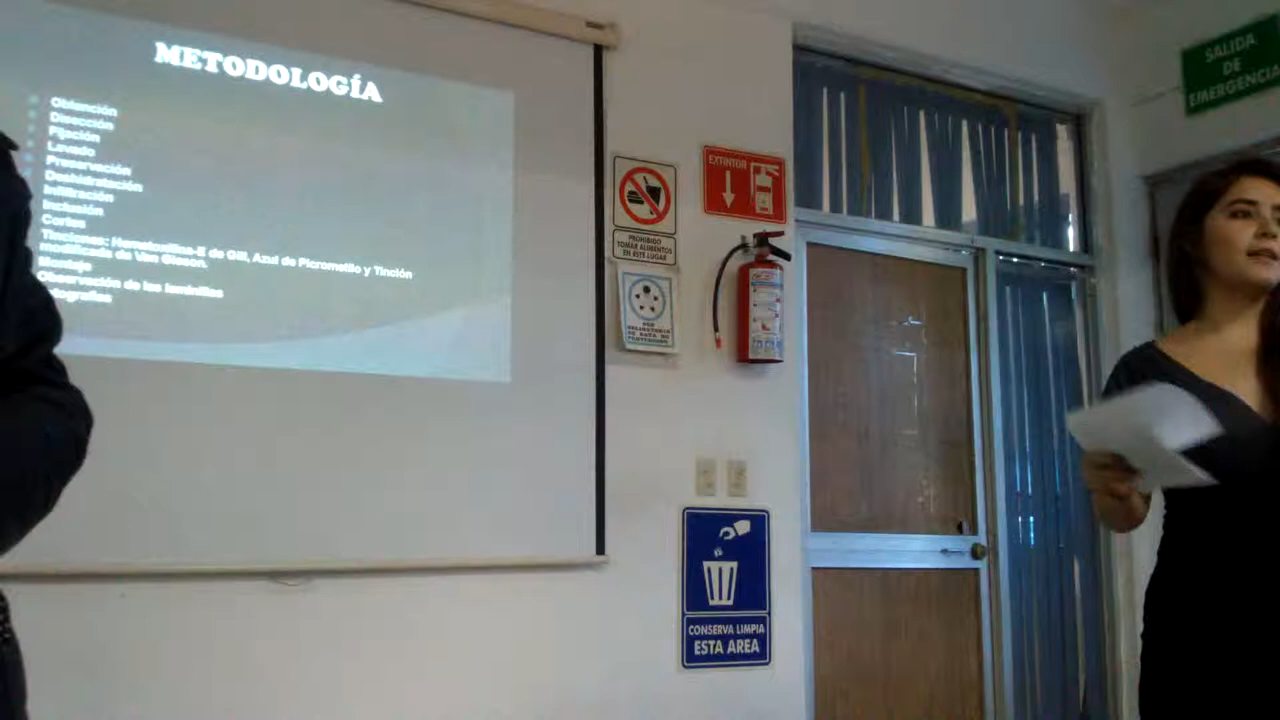 METODOLOGÍA
Obtención
Disección
Fijación
Lavado
Preservación
Deshidratación
Infiltración
Inclusión
Cortes
Tinciones: Hematoxilina-E de Gill, Azul de Picrometilo y Tinción
modificada de Van Gieson.
Montaje
Observación de las laminillas
EXTINTOR
PROHIBIDO
TOMAR ALIMENTOS
EN ESTE LUGAR
CONSERVA LIMPIA
ESTA AREA
SALIDA
DE
EMERGENCIA